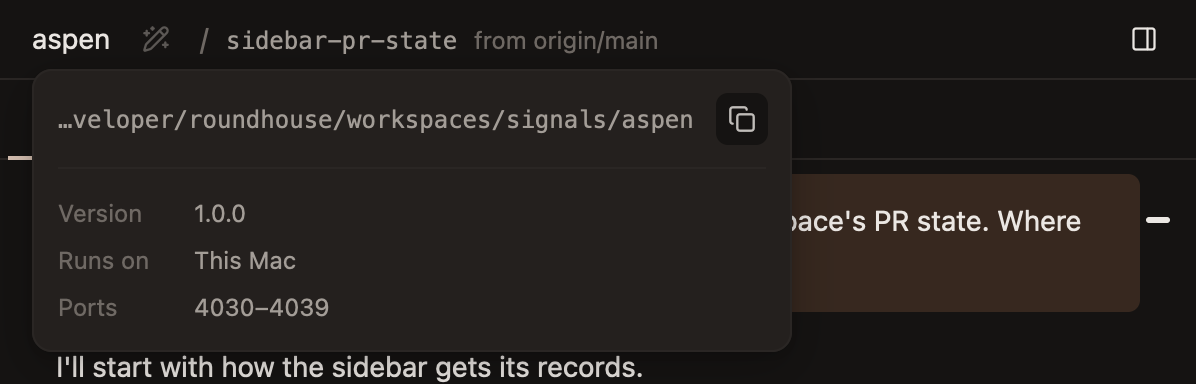 aspen / sidebar-pr-state from origin/main
…veloper/roundhouse/workspaces/signals/aspen
Version 1.0.0
Runs on This Mac
Ports 4030–4039
PR state. Where
I'll start with how the sidebar gets its records.